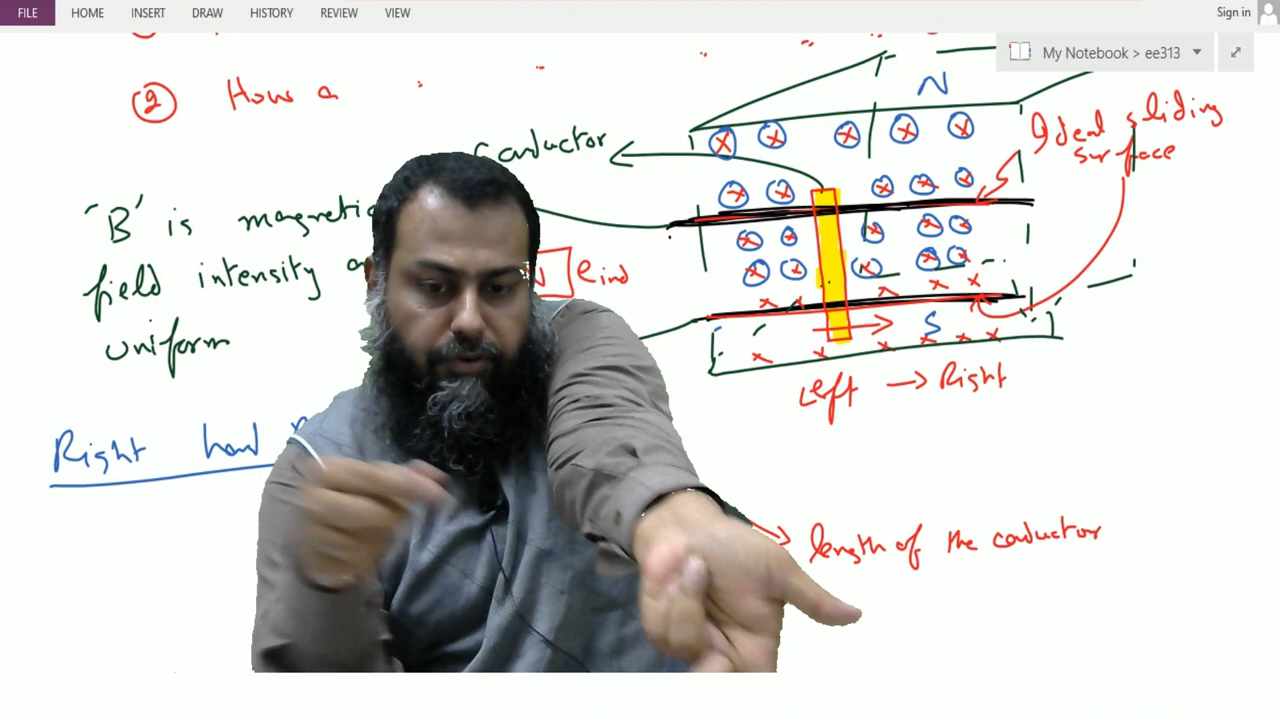 FILE HOME INSERT DRAW HISTORY REVIEW VIEW
Sign in
My Notebook > ee313
② How a
N
Ideal sliding
surface
Conductor
'B' is magnetic
field intensity
uniform
eind
S
Left → Right
Right hand
length of the conductor